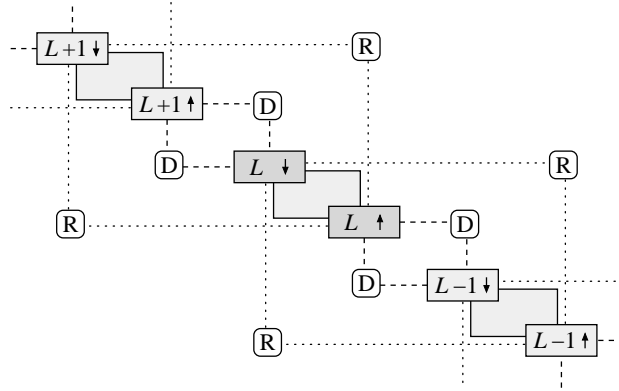 L+1 ↓ R
L+1 ↑ D
D L ↓ R
R L ↑ D
D L−1 ↓
R L−1 ↑